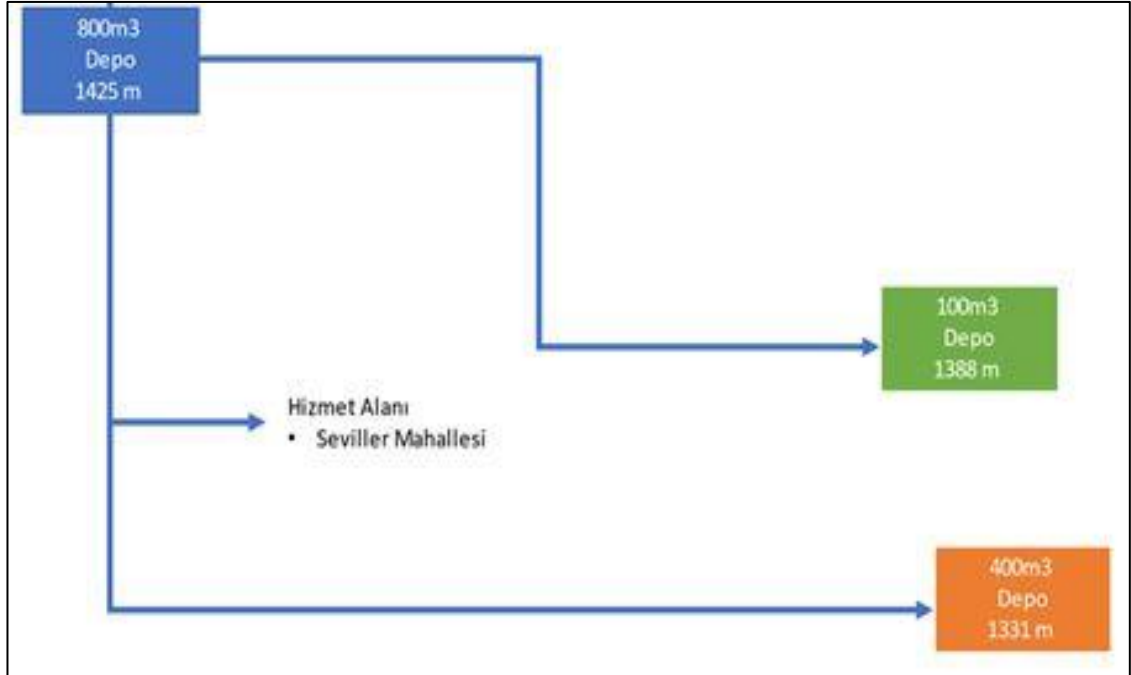 800m3
Depo
1425 m
100m3
Depo
1388 m
Hizmet Alanı
• Seviller Mahallesi
400m3
Depo
1331 m